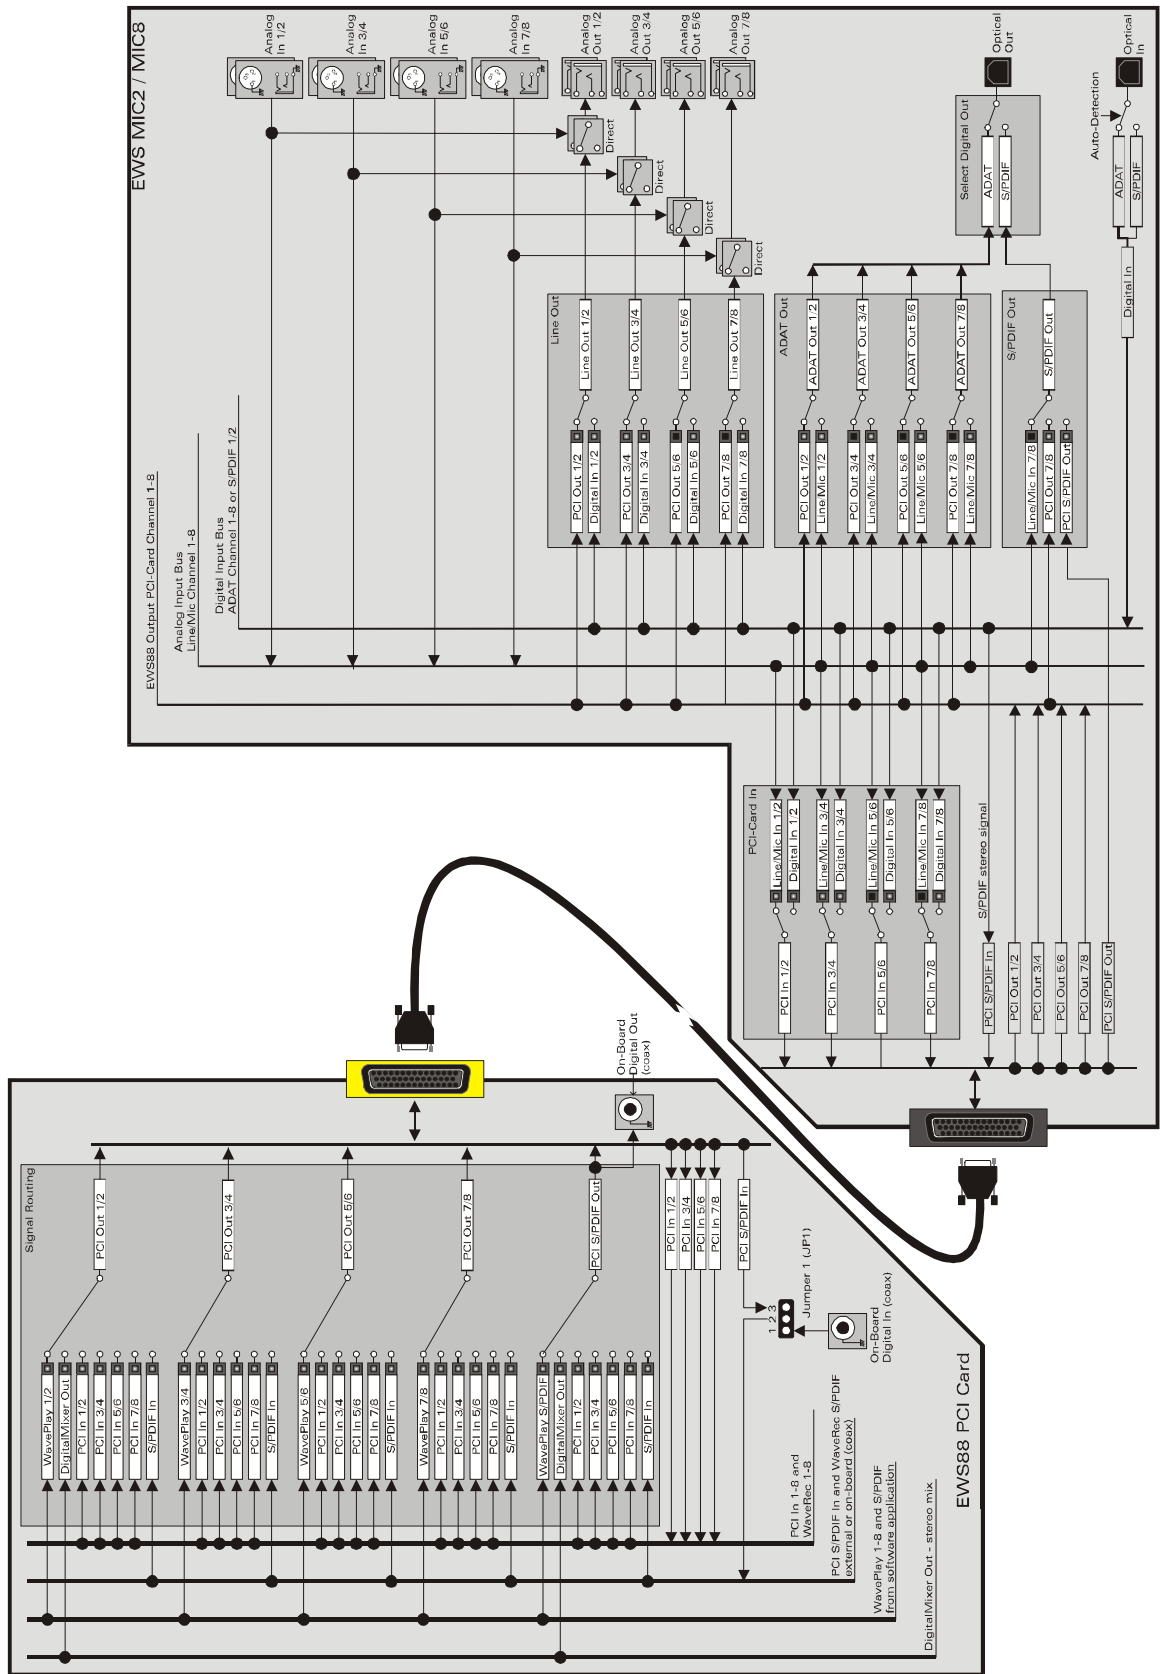 EWS MIC2 / MIC8
Analog
In 1/2
Analog
In 3/4
Analog
In 5/6
Analog
In 7/8
Analog
Out 1/2
Analog
Out 3/4
Analog
Out 5/6
Analog
Out 7/8
Optical
Out
Optical
In
Direct
Direct
Direct
Direct
Select Digital Out
ADAT
S/PDIF
Auto-Detection
ADAT
S/PDIF
Digital In
Line Out
Line Out 1/2
Line Out 3/4
Line Out 5/6
Line Out 7/8
PCI Out 1/2
Digital In 1/2
PCI Out 3/4
Digital In 3/4
PCI Out 5/6
Digital In 5/6
PCI Out 7/8
Digital In 7/8
ADAT Out
ADAT Out 1/2
ADAT Out 3/4
ADAT Out 5/6
ADAT Out 7/8
PCI Out 1/2
Line/Mic 1/2
PCI Out 3/4
Line/Mic 3/4
PCI Out 5/6
Line/Mic 5/6
PCI Out 7/8
Line/Mic 7/8
S/PDIF Out
S/PDIF Out
Line/Mic In 7/8
PCI Out 7/8
PCI S/PDIF Out
EWS88 Output PCI-Card Channel 1-8
Analog Input Bus
Line/Mic Channel 1-8
Digital Input Bus
ADAT Channel 1-8 or S/PDIF 1/2
PCI-Card In
Line/Mic In 1/2
Digital In 1/2
Line/Mic In 3/4
Digital In 3/4
Line/Mic In 5/6
Digital In 5/6
Line/Mic In 7/8
Digital In 7/8
S/PDIF stereo signal
PCI In 1/2
PCI In 3/4
PCI In 5/6
PCI In 7/8
PCI S/PDIF In
PCI Out 1/2
PCI Out 3/4
PCI Out 5/6
PCI Out 7/8
PCI S/PDIF Out
On-Board
Digital Out
(coax)
Signal Routing
PCI Out 1/2
PCI Out 3/4
PCI Out 5/6
PCI Out 7/8
PCI S/PDIF Out
PCI In 1/2
PCI In 3/4
PCI In 5/6
PCI In 7/8
PCI S/PDIF In
1 2 3
Jumper 1 (JP1)
On-Board
Digital In (coax)
WavePlay 1/2
DigitalMixer Out
PCI In 1/2
PCI In 3/4
PCI In 5/6
PCI In 7/8
S/PDIF In
WavePlay 3/4
PCI In 1/2
PCI In 3/4
PCI In 5/6
PCI In 7/8
S/PDIF In
WavePlay 5/6
PCI In 1/2
PCI In 3/4
PCI In 5/6
PCI In 7/8
S/PDIF In
WavePlay 7/8
PCI In 1/2
PCI In 3/4
PCI In 5/6
PCI In 7/8
S/PDIF In
WavePlay S/PDIF
DigitalMixer Out
PCI In 1/2
PCI In 3/4
PCI In 5/6
PCI In 7/8
S/PDIF In
PCI In 1-8 and
WaveRec 1-8
PCI S/PDIF In and WaveRec S/PDIF
external or on-board (coax)
WavePlay 1-8 and S/PDIF
from software application
DigitalMixer Out - stereo mix
EWS88 PCI Card